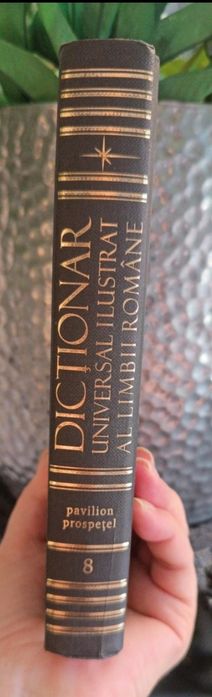 DICȚIONAR
UNIVERSAL ILUSTRAT
AL LIMBII ROMÂNE
pavilion
prospețel
8